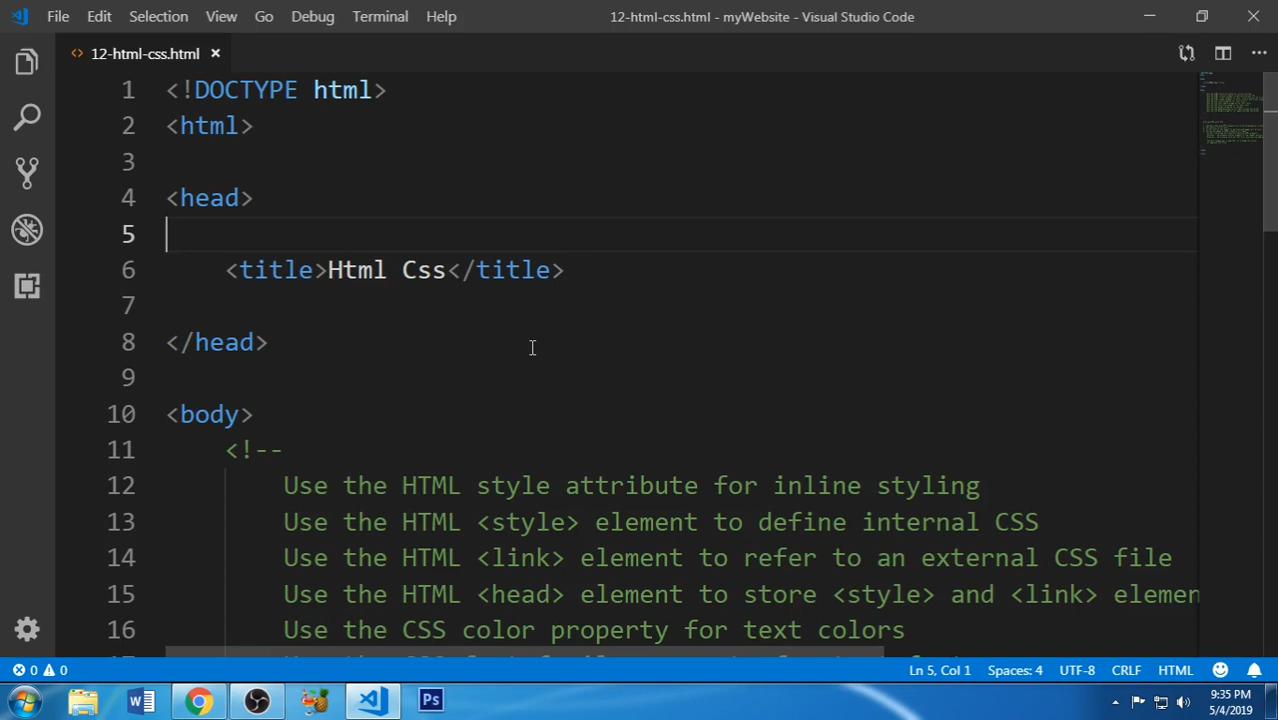 File Edit Selection View Go Debug Terminal Help 12-html-css.html - myWebsite - Visual Studio Code
12-html-css.html
1 <!DOCTYPE html>
2 <html>
3
4 <head>
5
6 <title>Html Css</title>
7
8 </head>
9
10 <body>
11 <!--
12 Use the HTML style attribute for inline styling
13 Use the HTML <style> element to define internal CSS
14 Use the HTML <link> element to refer to an external CSS file
15 Use the HTML <head> element to store <style> and <link> elemen
16 Use the CSS color property for text colors
0 0 Ln 5, Col 1 Spaces: 4 UTF-8 CRLF HTML
W Ps 9:35 PM
5/4/2019